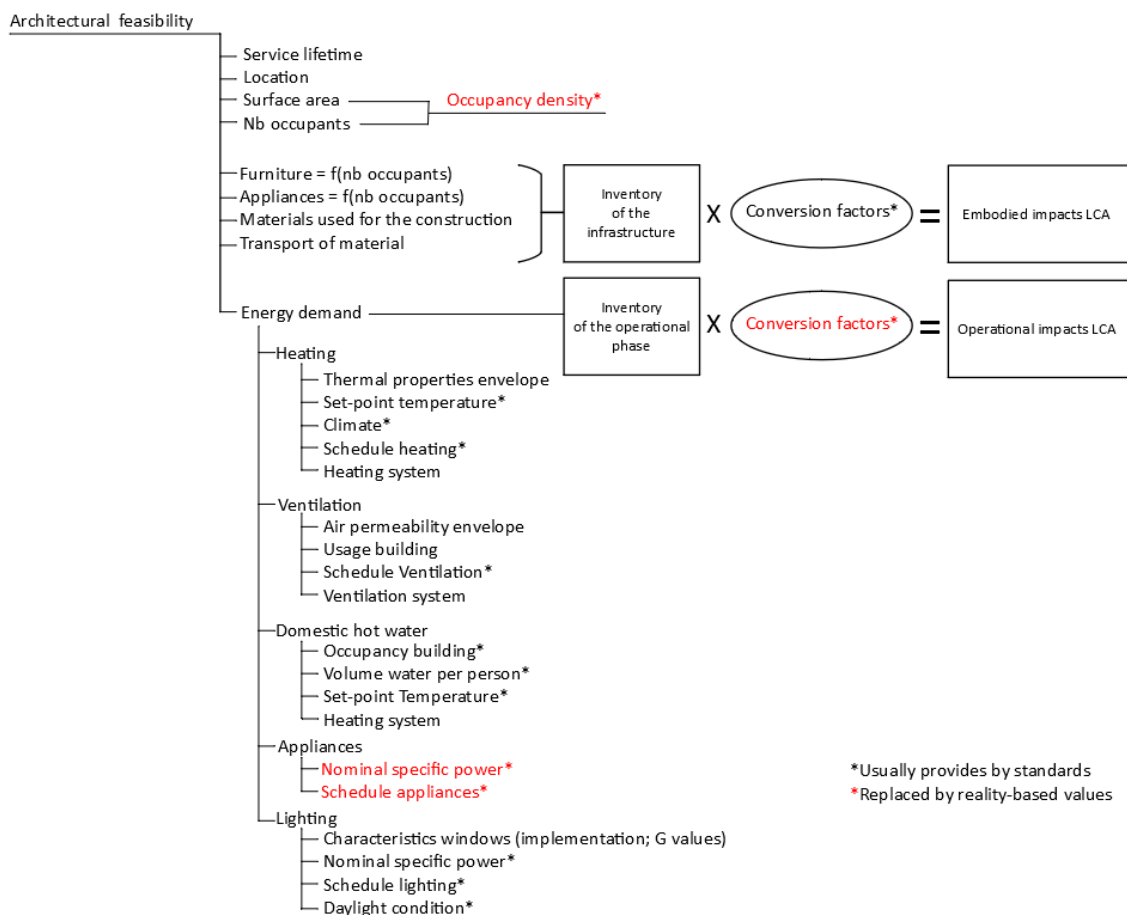 Architectural feasibility
Service lifetime
Location
Surface area
Occupancy density*
Nb occupants
Furniture = f(nb occupants)
Appliances = f(nb occupants)
Materials used for the construction
Transport of material
Inventory
of the
infrastructure
X
Conversion factors*
=
Embodied impacts LCA
Energy demand
Inventory
of the operational
phase
X
Conversion factors*
=
Operational impacts LCA
Heating
Thermal properties envelope
Set-point temperature*
Climate*
Schedule heating*
Heating system
Ventilation
Air permeability envelope
Usage building
Schedule Ventilation*
Ventilation system
Domestic hot water
Occupancy building*
Volume water per person*
Set-point Temperature*
Heating system
Appliances
Nominal specific power*
Schedule appliances*
Lighting
Characteristics windows (implementation; G values)
Nominal specific power*
Schedule lighting*
Daylight condition*
*Usually provides by standards
*Replaced by reality-based values